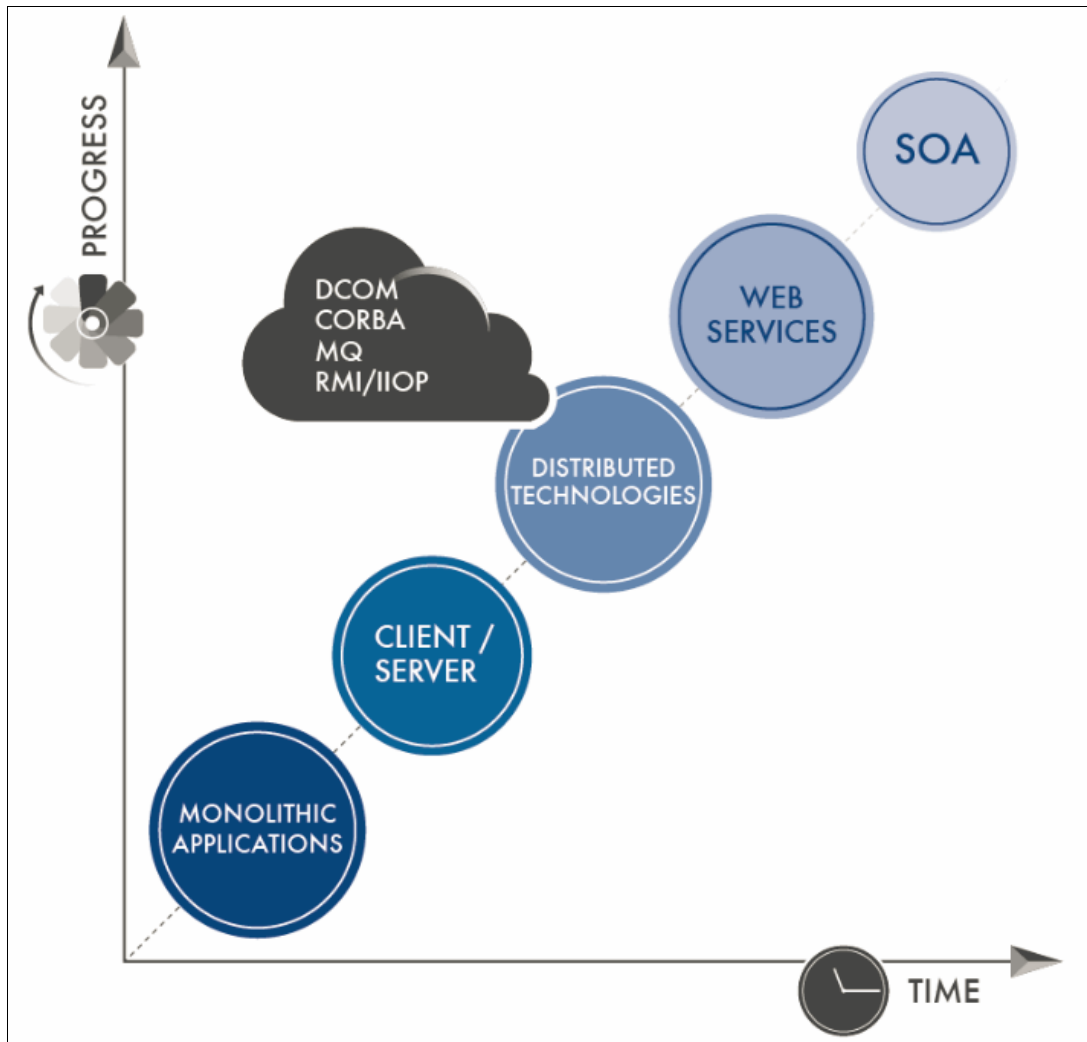 PROGRESS
SOA
WEB
SERVICES
DCOM
CORBA
MQ
RMI/IIOP
DISTRIBUTED
TECHNOLOGIES
CLIENT /
SERVER
MONOLITHIC
APPLICATIONS
TIME